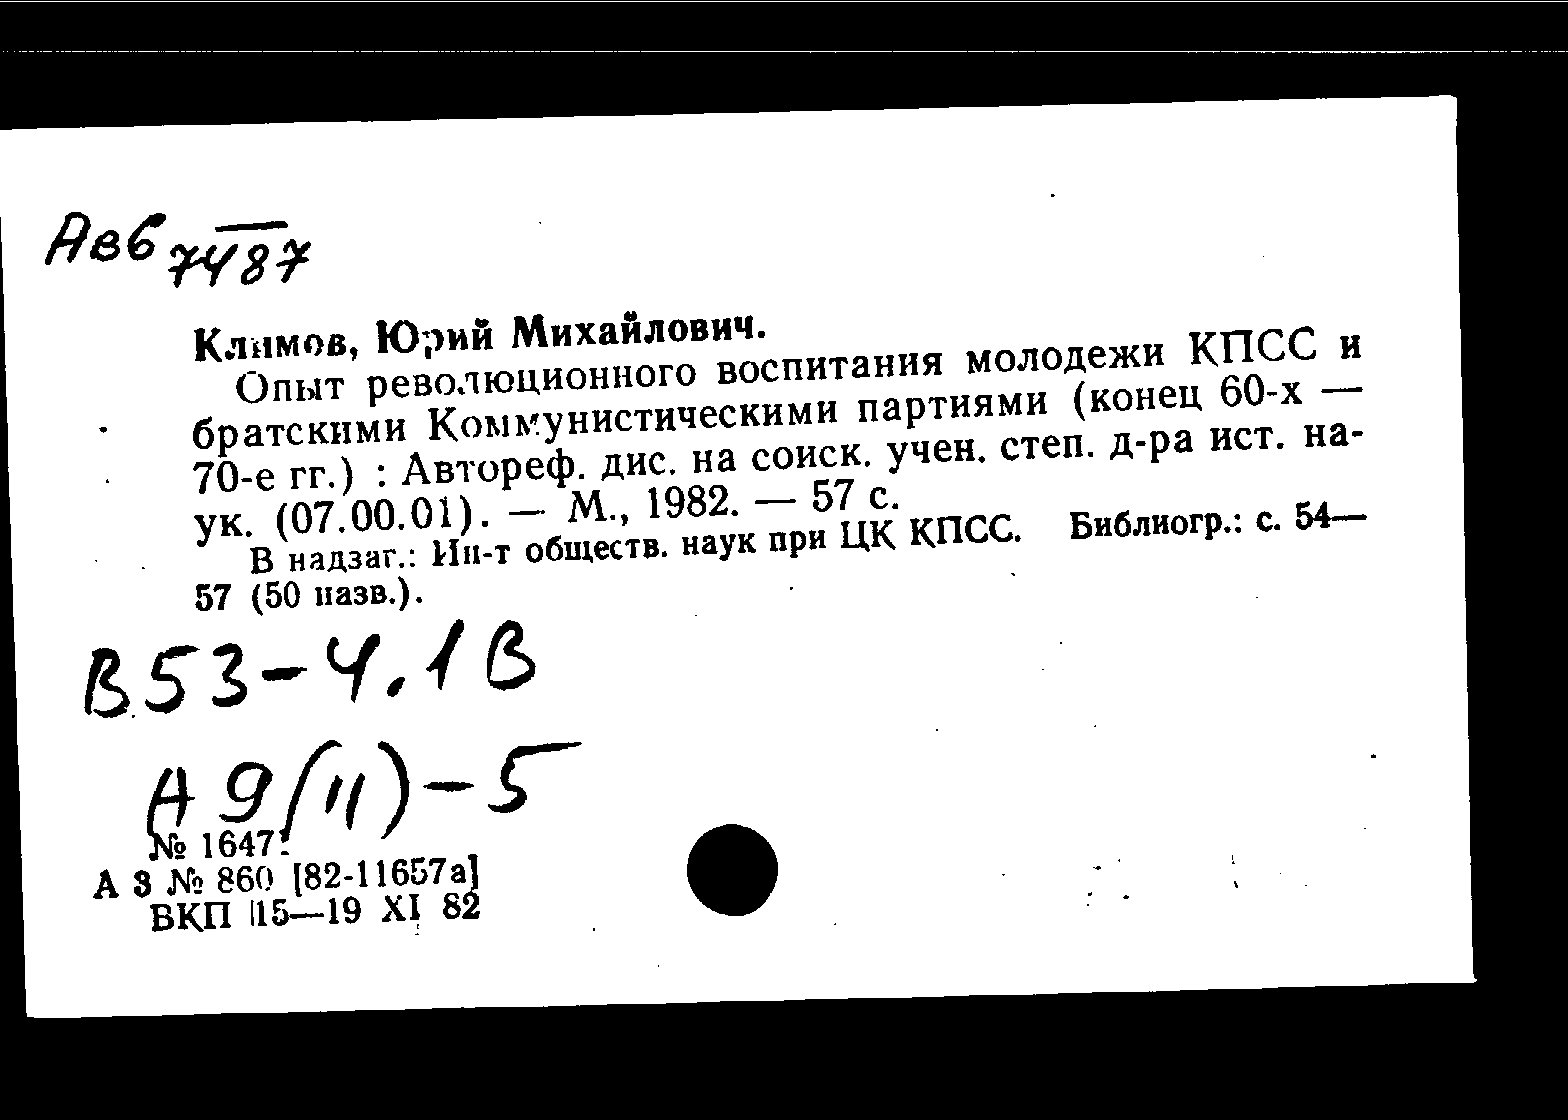 Ав6 7487
Климов, Юрий Михайлович.
Опыт революционного воспитания молодежи КПСС и
братскими Коммунистическими партиями (конец 60-х —
70-е гг.) : Автореф. дис. на соиск. учен. степ. д-ра ист. на-
ук. (07.00.01). — М., 1982. — 57 с.
В надзаг.: Ин-т обществ. наук при ЦК КПСС. Библиогр.: с. 54—
57 (50 назв.).
В53-4.1В
А9(11)-5
№ 1647
А З № 860 [82-11657а]
ВКП 15—19 XI 82